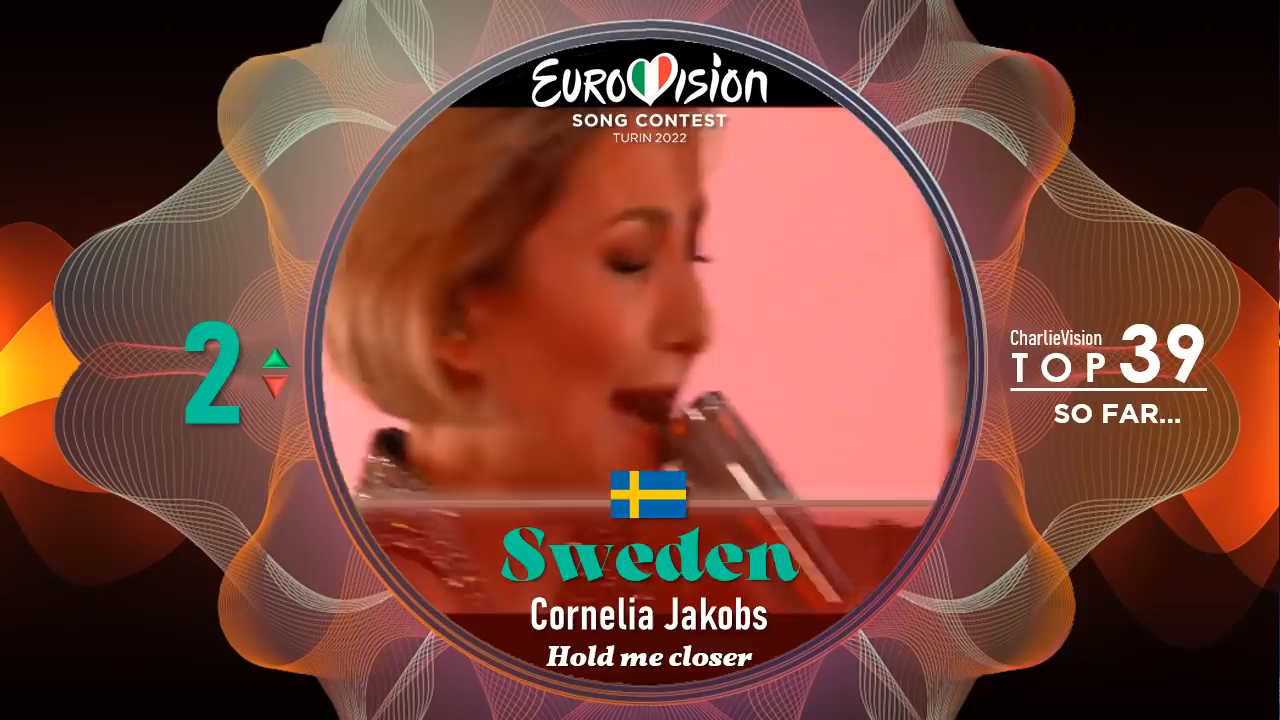 EUROVISION
SONG CONTEST
TURIN 2022
2
CharlieVision
TOP 39
SO FAR...
Sweden
Cornelia Jakobs
Hold me closer